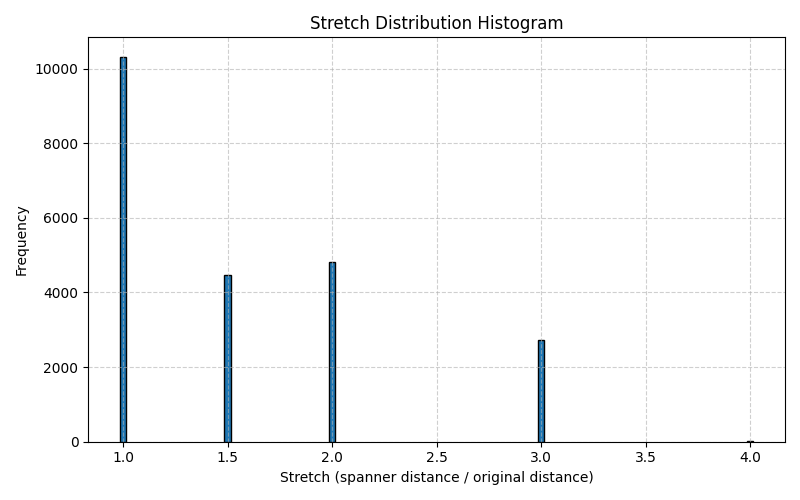 Stretch Distribution Histogram
Frequency
10000
8000
6000
4000
2000
0
1.0 1.5 2.0 2.5 3.0 3.5 4.0
Stretch (spanner distance / original distance)